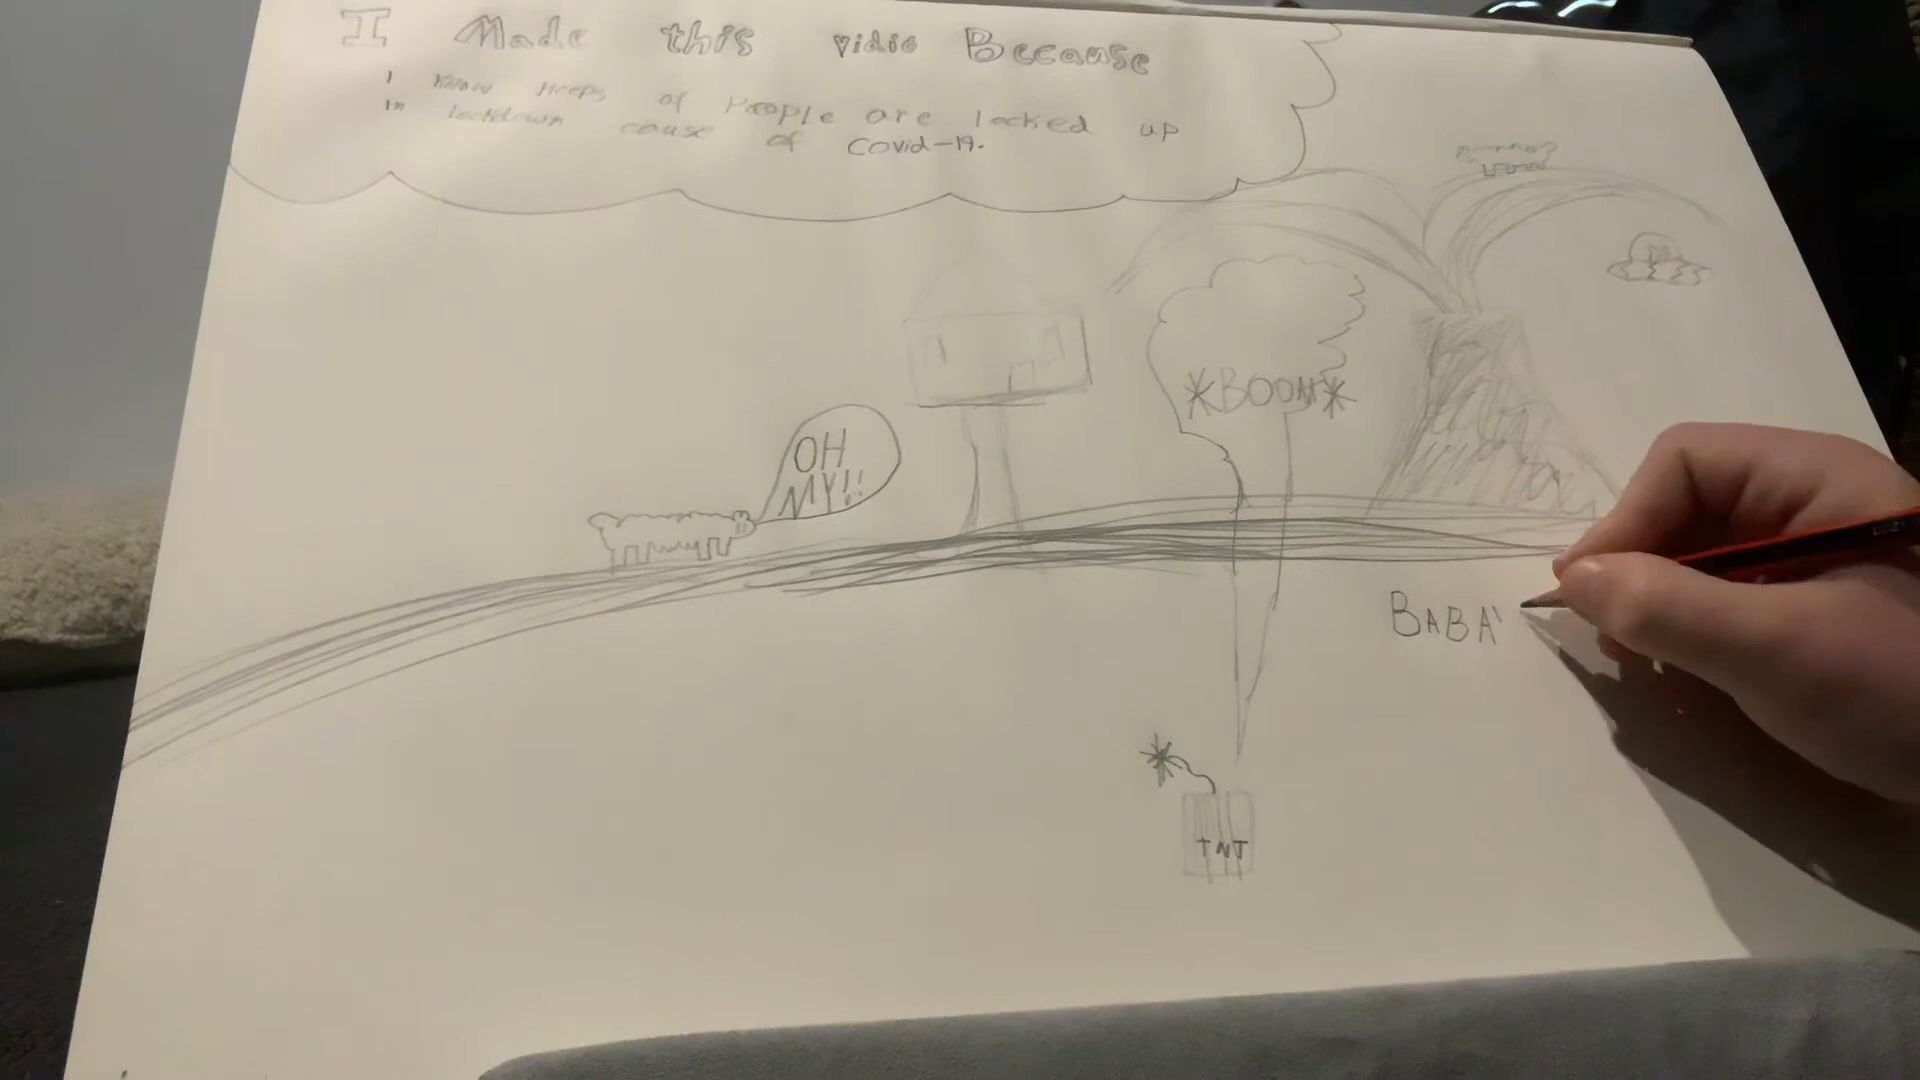 I Made this vidio Because
I know Heeps of People are locked up
in lockdown cause of Covid-19.
*BOOM*
OH
MY!!
BABA'
TNT